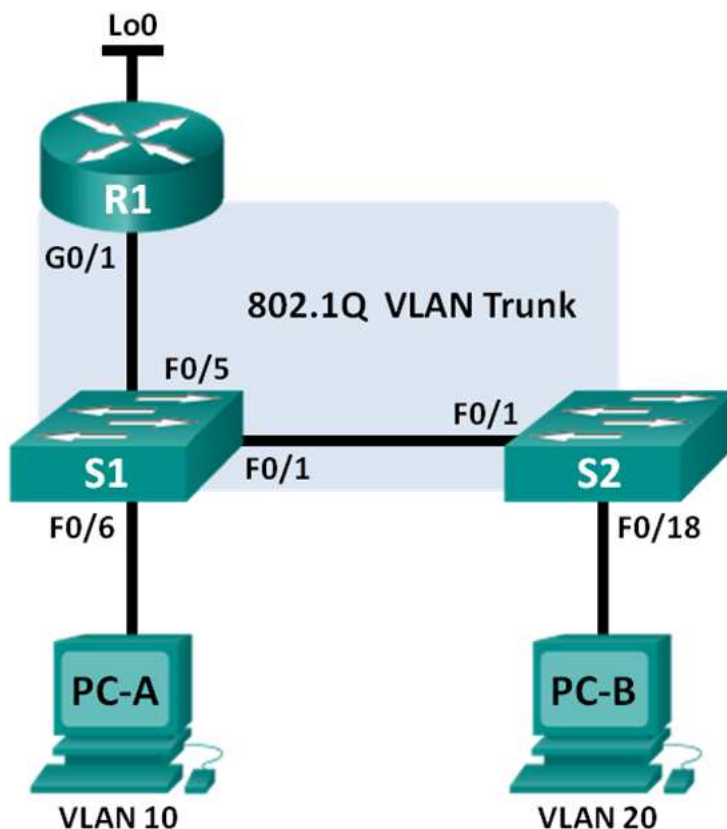 Lo0
R1
G0/1
802.1Q VLAN Trunk
F0/5
F0/1
S1
F0/1
S2
F0/6
F0/18
PC-A
PC-B
VLAN 10
VLAN 20